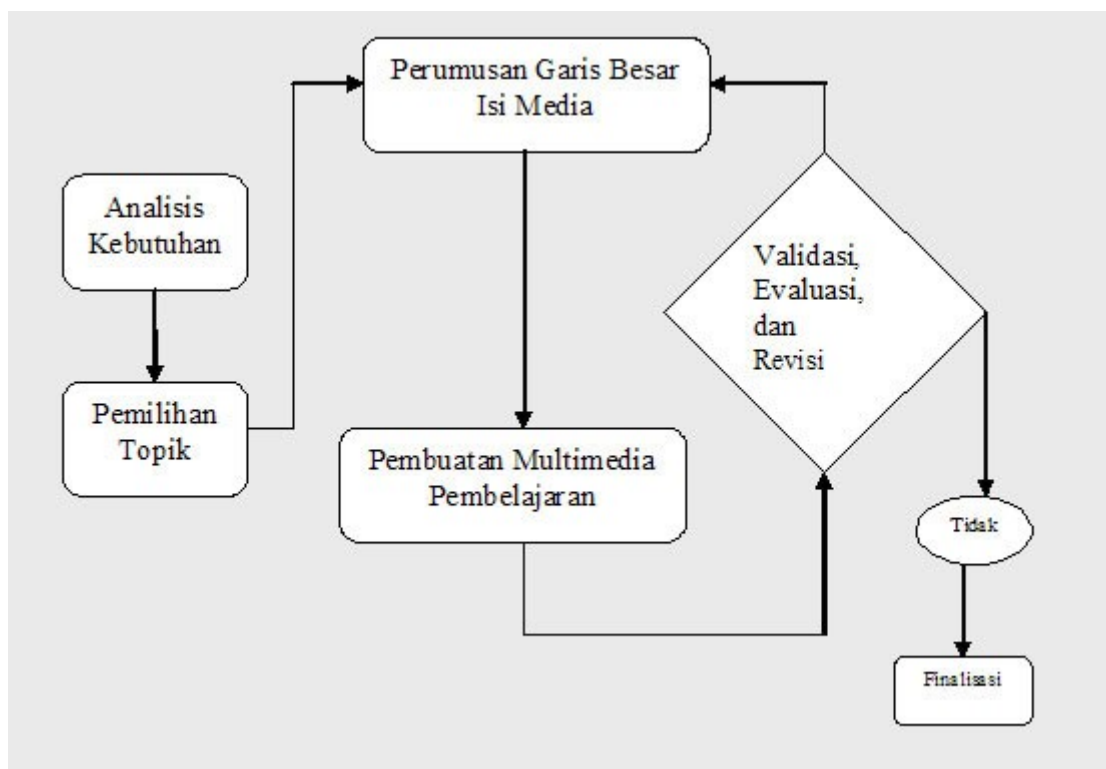 Perumusan Garis Besar
Isi Media
Analisis
Kebutuhan
Pemilihan
Topik
Pembuatan Multimedia
Pembelajaran
Validasi,
Evaluasi,
dan
Revisi
Tidak
Finalisasi